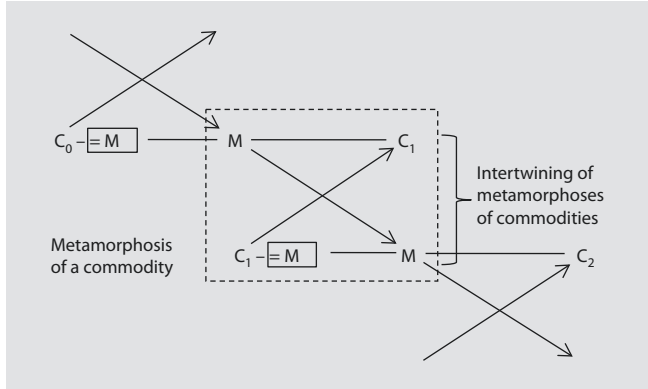 C₀ – = M M C₁
Intertwining of
metamorphoses
of commodities
Metamorphosis
of a commodity
C₁ – = M M C₂